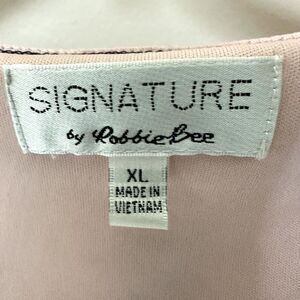 SIGNATURE
by Robbie Bee
XL
MADE IN
VIETNAM